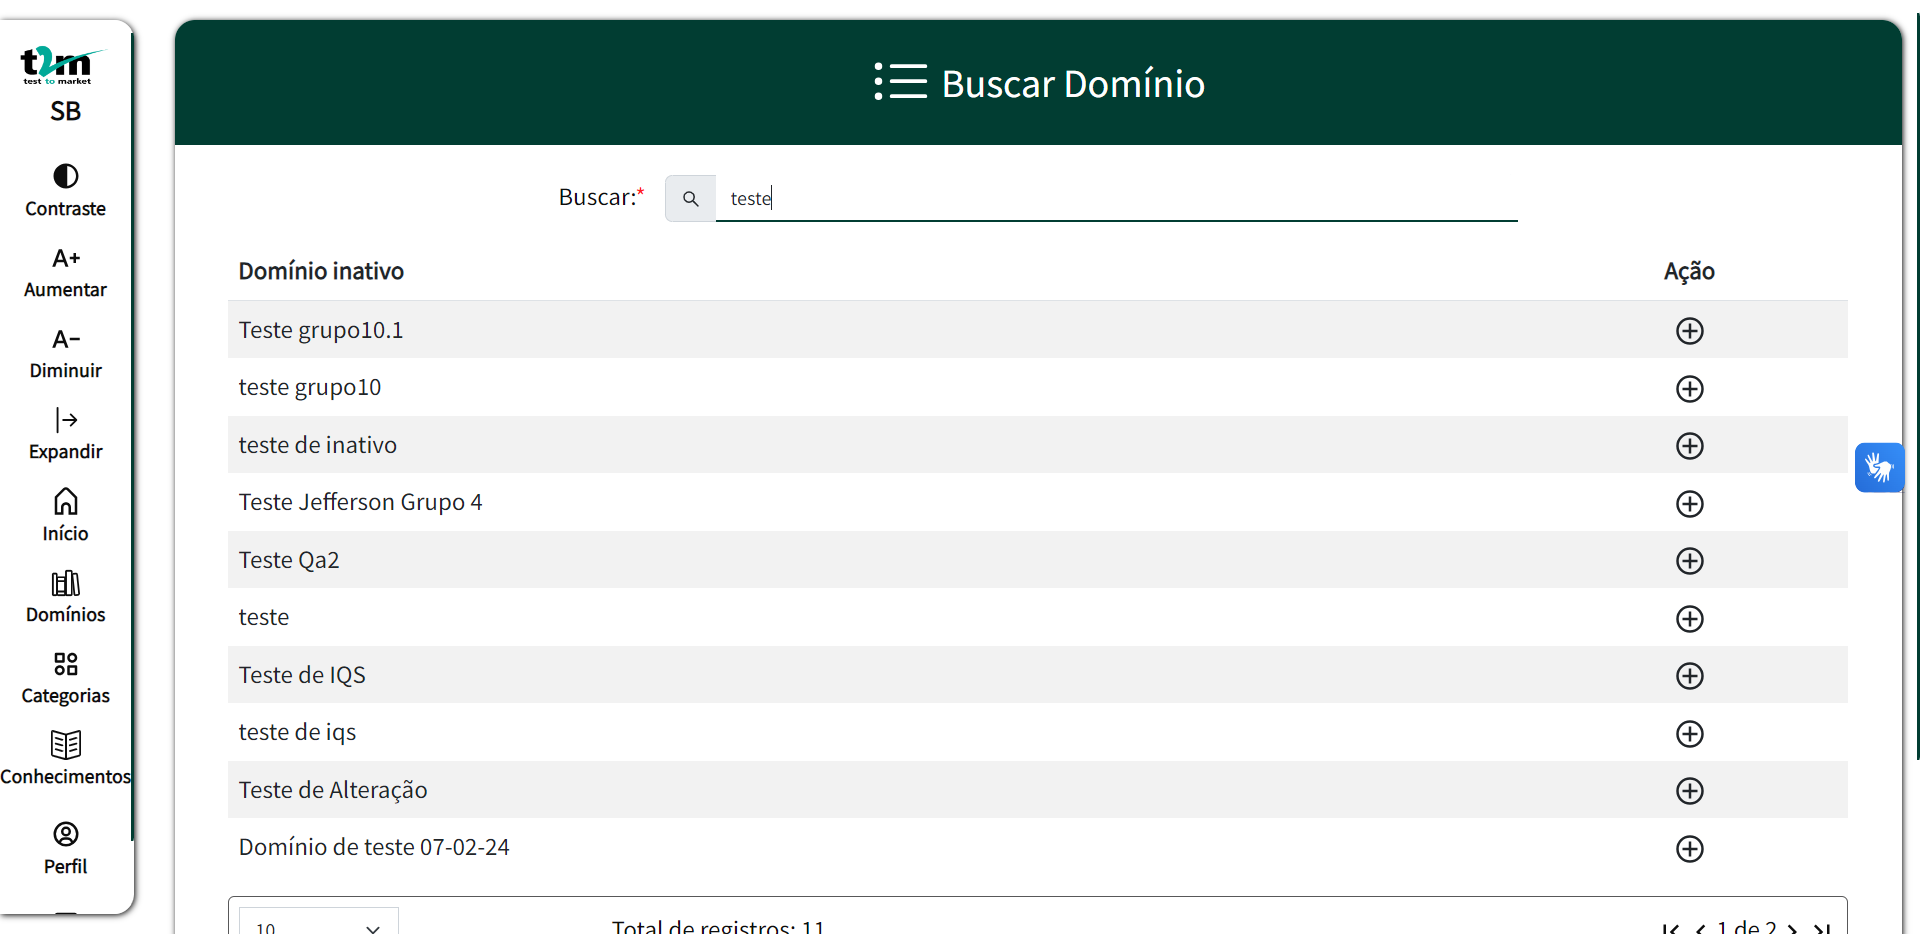 t2m
test to market
SB
Contraste
A+
Aumentar
A-
Diminuir
Expandir
Início
Domínios
Categorias
Conhecimentos
Perfil
Buscar Domínio
Buscar:*
teste
Domínio inativo
Ação
Teste grupo10.1
teste grupo10
teste de inativo
Teste Jefferson Grupo 4
Teste Qa2
teste
Teste de IQS
teste de iqs
Teste de Alteração
Domínio de teste 07-02-24
10
Total de registros: 11
1 de 2